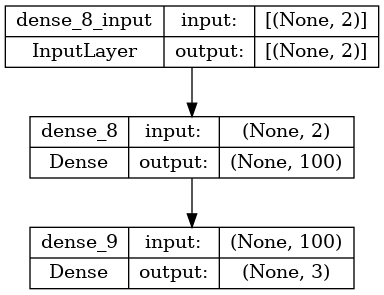 dense_8_input input: [(None, 2)]
InputLayer output: [(None, 2)]
dense_8 input: (None, 2)
Dense output: (None, 100)
dense_9 input: (None, 100)
Dense output: (None, 3)